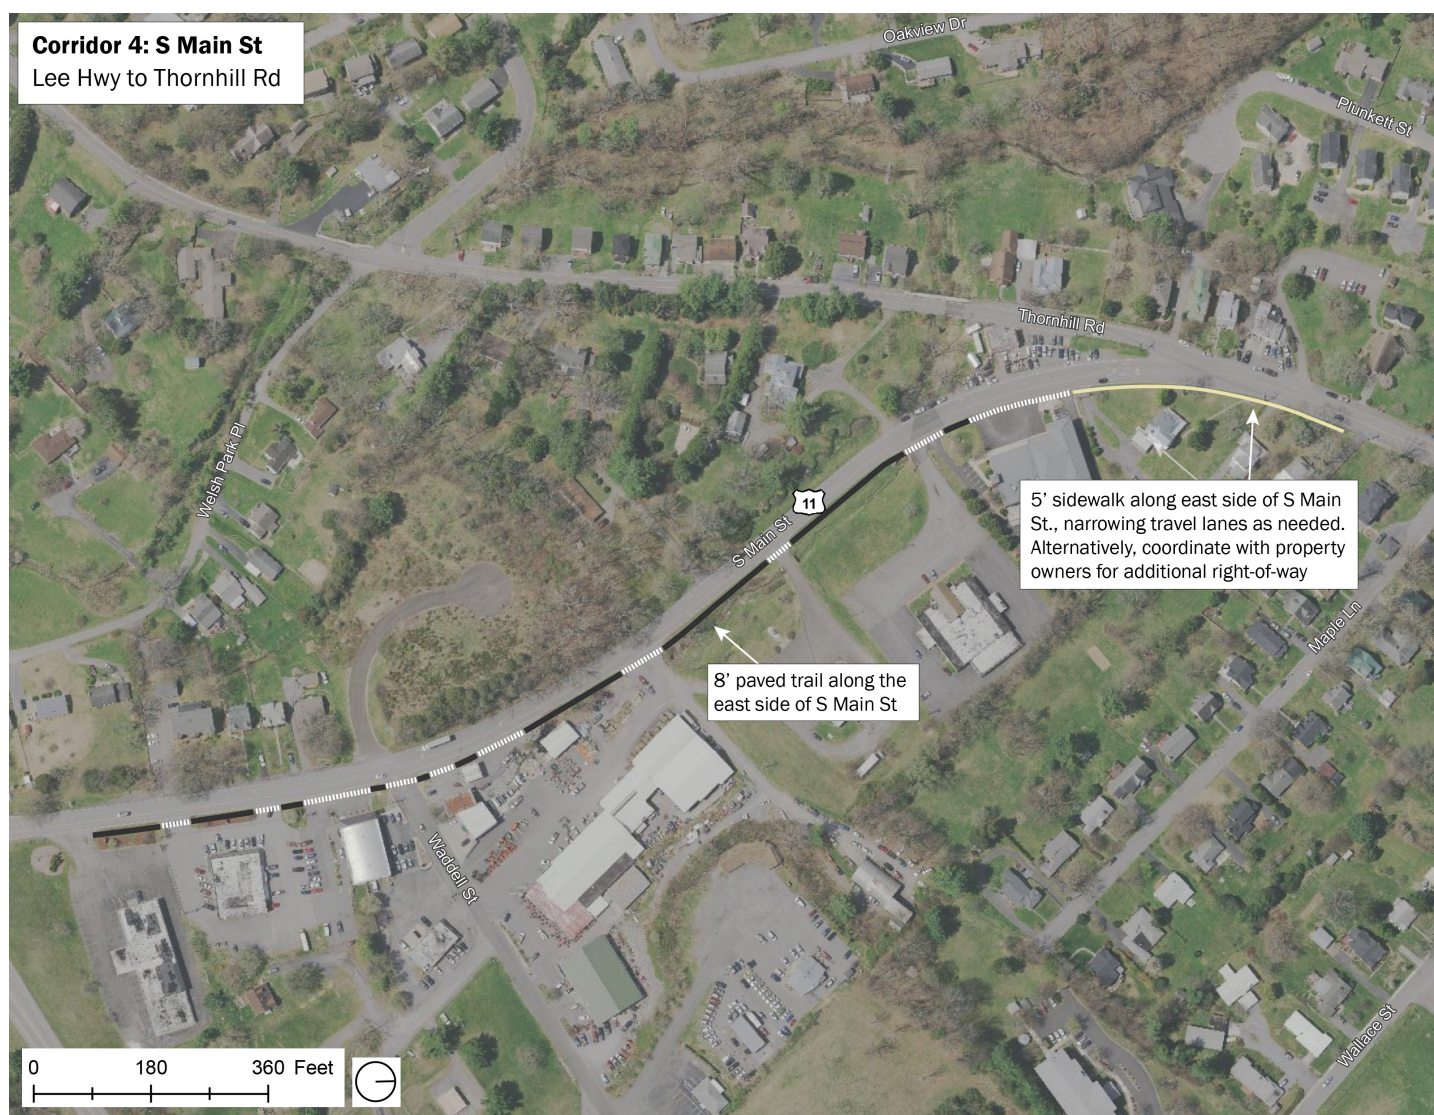 Corridor 4: S Main St
Lee Hwy to Thornhill Rd
Oakview Dr
Plunkett St
Thornhill Rd
Welsh Park Pl
11
S Main St
5’ sidewalk along east side of S Main
St., narrowing travel lanes as needed.
Alternatively, coordinate with property
owners for additional right-of-way
Maple Ln
8’ paved trail along the
east side of S Main St
Waddell St
Wallace St
0 180 360 Feet